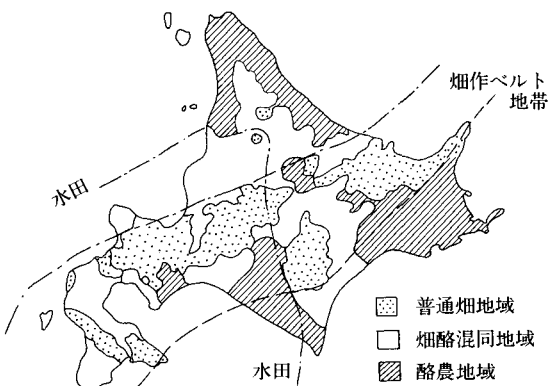 畑作ベルト
地帯
水田
普通畑地域
畑酪混同地域
水田
酪農地域